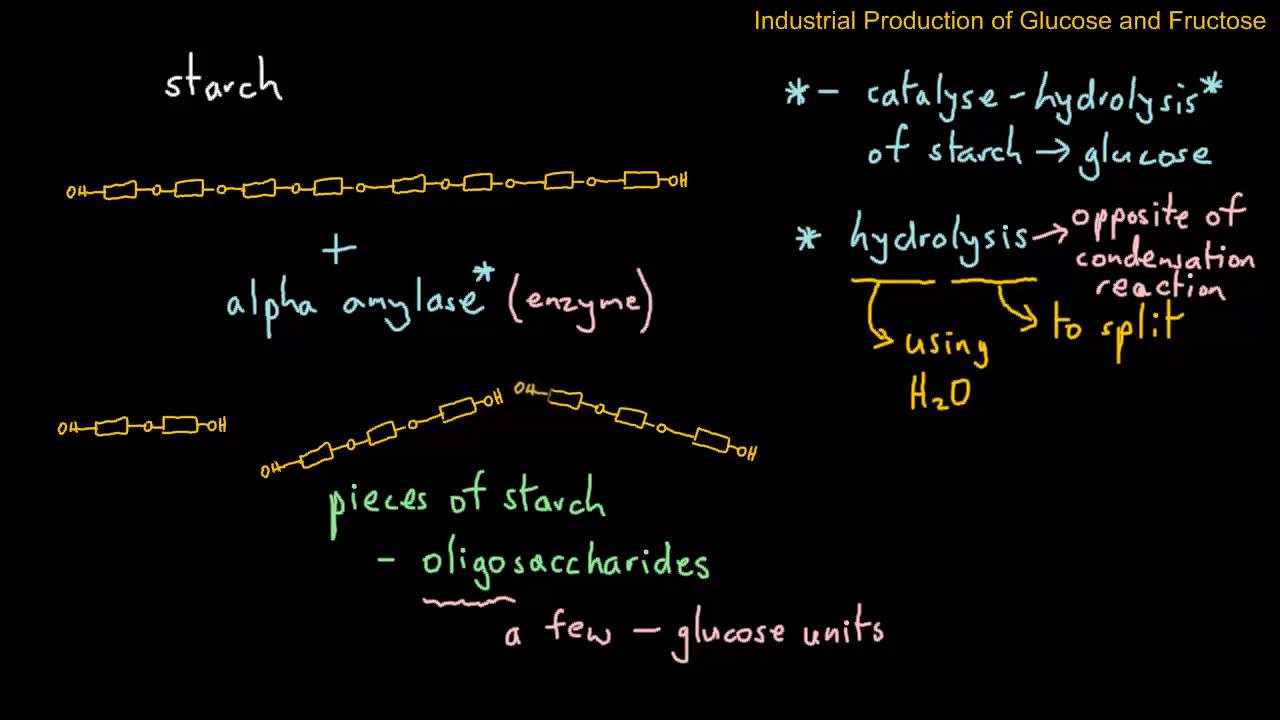 Industrial Production of Glucose and Fructose
starch
OH o o o o o o o OH
+
alpha amylase* (enzyme)
OH o OH
OH o o OH
OH o o OH
pieces of starch
- oligosaccharides
a few - glucose units
* - catalyse - hydrolysis*
of starch → glucose
* hydrolysis → opposite of
condensation
reaction
using
H₂O
to split